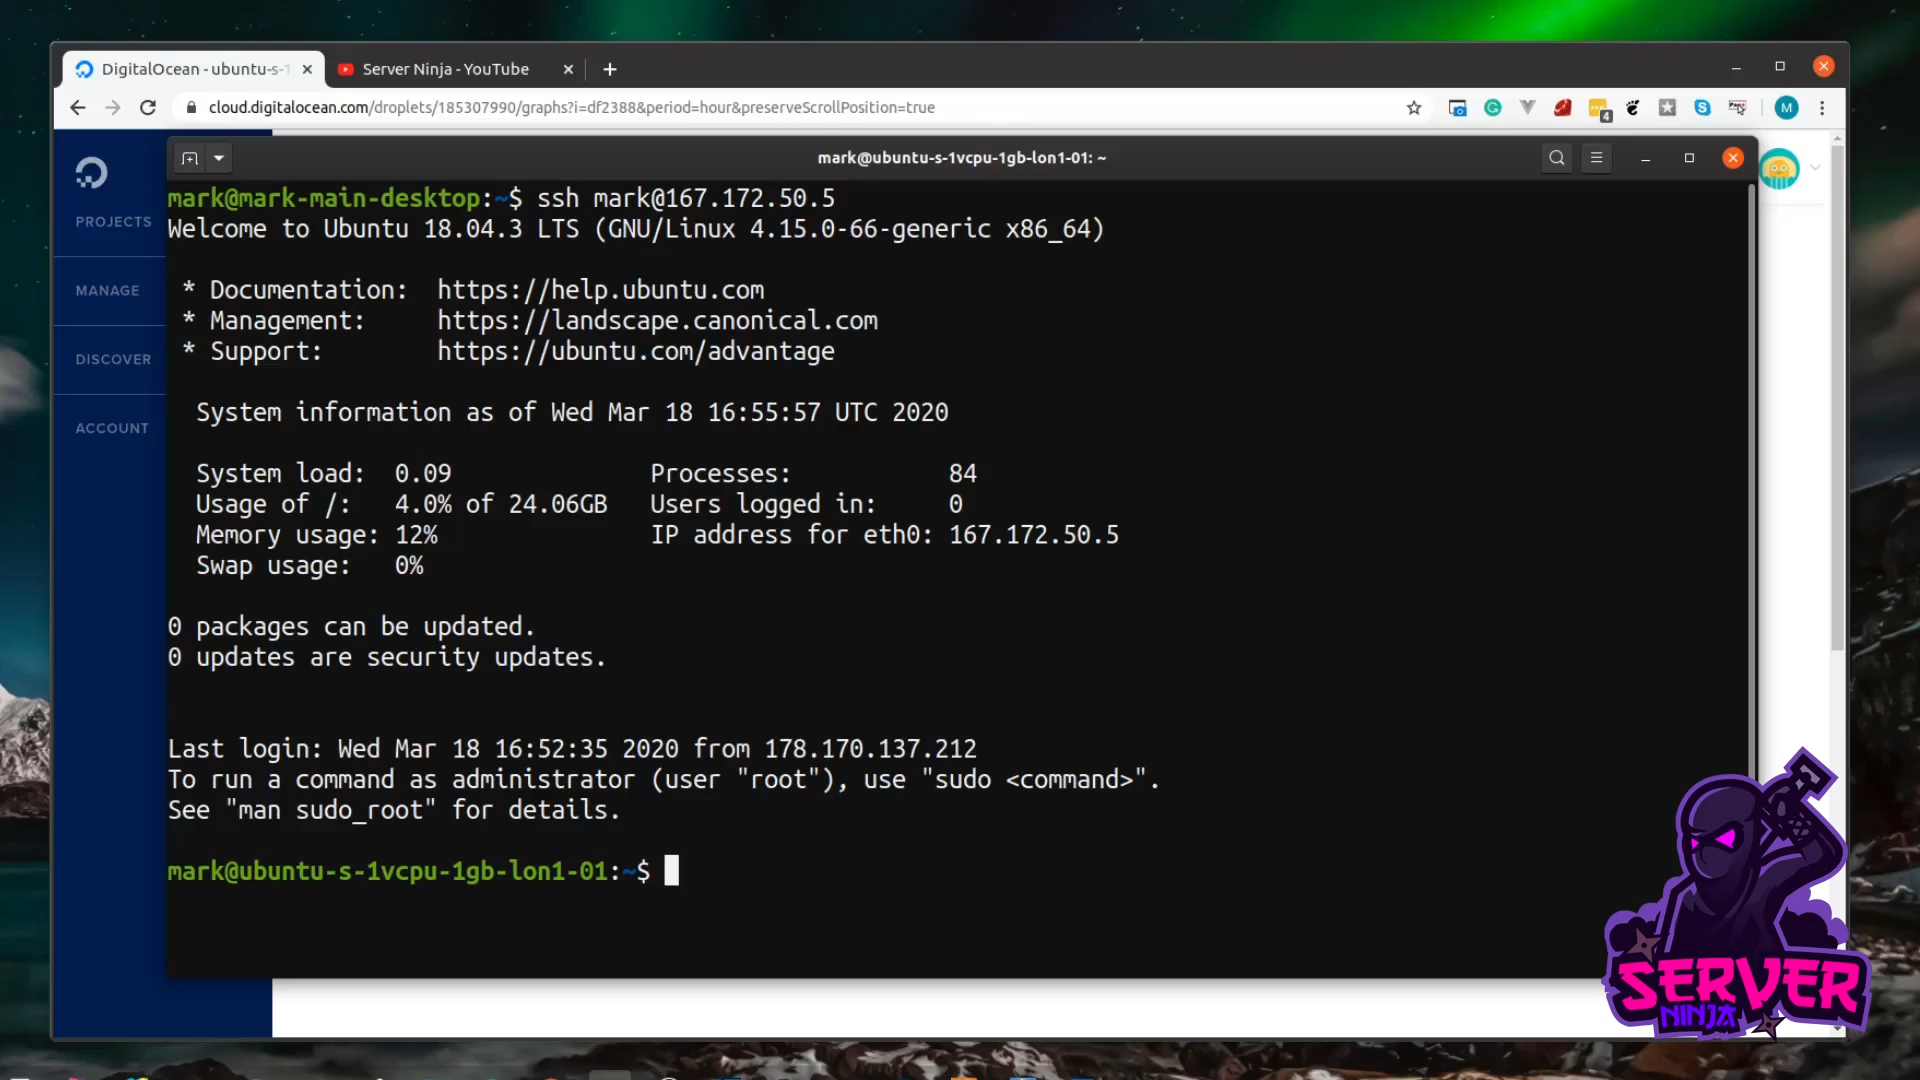 DigitalOcean - ubuntu-s-1
Server Ninja - YouTube
cloud.digitalocean.com/droplets/185307990/graphs?i=df2388&period=hour&preserveScrollPosition=true
4
M
mark@ubuntu-s-1vcpu-1gb-lon1-01: ~
PROJECTS
MANAGE
DISCOVER
ACCOUNT
mark@mark-main-desktop:~$ ssh mark@167.172.50.5
Welcome to Ubuntu 18.04.3 LTS (GNU/Linux 4.15.0-66-generic x86_64)
* Documentation:  https://help.ubuntu.com
* Management:     https://landscape.canonical.com
* Support:        https://ubuntu.com/advantage
System information as of Wed Mar 18 16:55:57 UTC 2020
System load:  0.09              Processes:           84
Usage of /:   4.0% of 24.06GB   Users logged in:     0
Memory usage: 12%               IP address for eth0: 167.172.50.5
Swap usage:   0%
0 packages can be updated.
0 updates are security updates.
Last login: Wed Mar 18 16:52:35 2020 from 178.170.137.212
To run a command as administrator (user "root"), use "sudo <command>".
See "man sudo_root" for details.
mark@ubuntu-s-1vcpu-1gb-lon1-01:~$
SERVER
NINJA